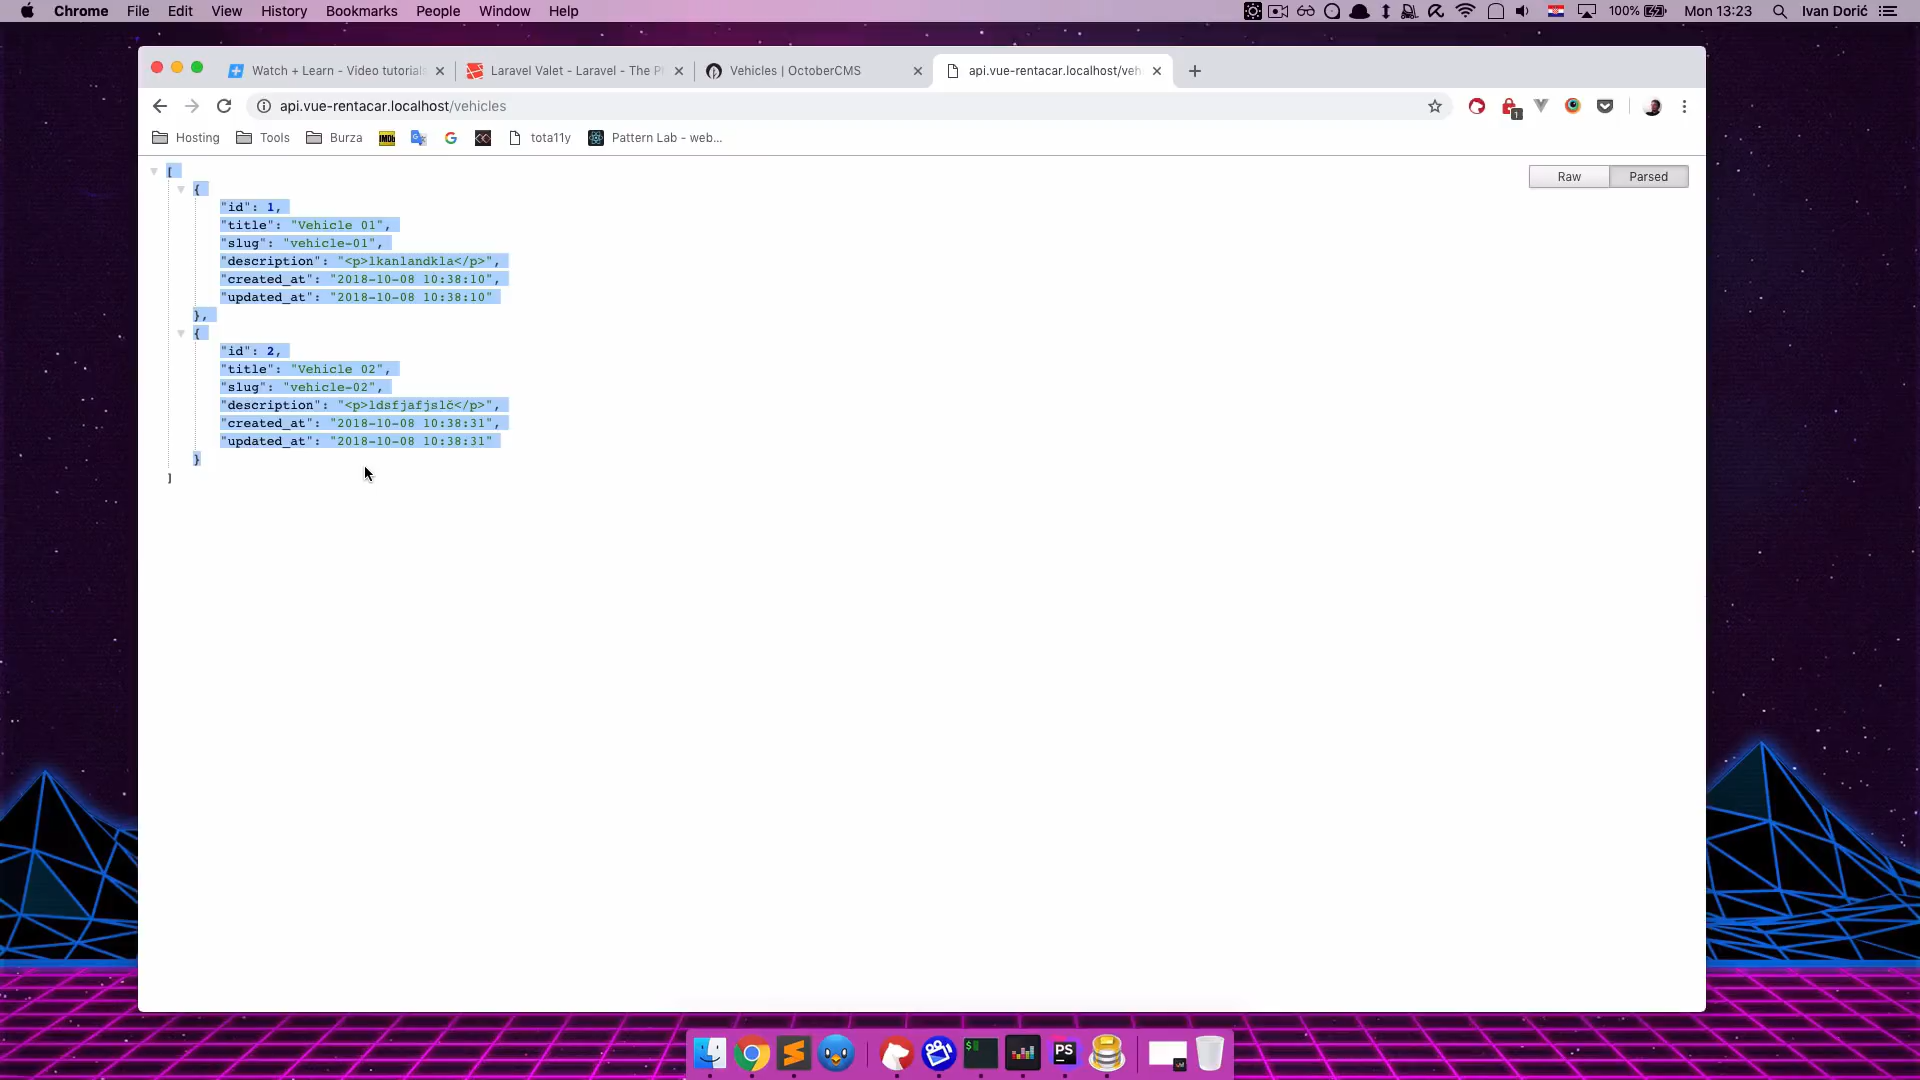 Chrome File Edit View History Bookmarks People Window Help 100% Mon 13:23 Ivan Dorić
Watch + Learn - Video tutorials Laravel Valet - Laravel - The P Vehicles | OctoberCMS api.vue-rentacar.localhost/veh
api.vue-rentacar.localhost/vehicles 1
Hosting Tools Burza IMDb G tota11y Pattern Lab - web...
Raw Parsed
[
{
"id": 1,
"title": "Vehicle 01",
"slug": "vehicle-01",
"description": "<p>lkanlandkla</p>",
"created_at": "2018-10-08 10:38:10",
"updated_at": "2018-10-08 10:38:10"
},
{
"id": 2,
"title": "Vehicle 02",
"slug": "vehicle-02",
"description": "<p>ldsfjafjslč</p>",
"created_at": "2018-10-08 10:38:31",
"updated_at": "2018-10-08 10:38:31"
}
]
$ PS